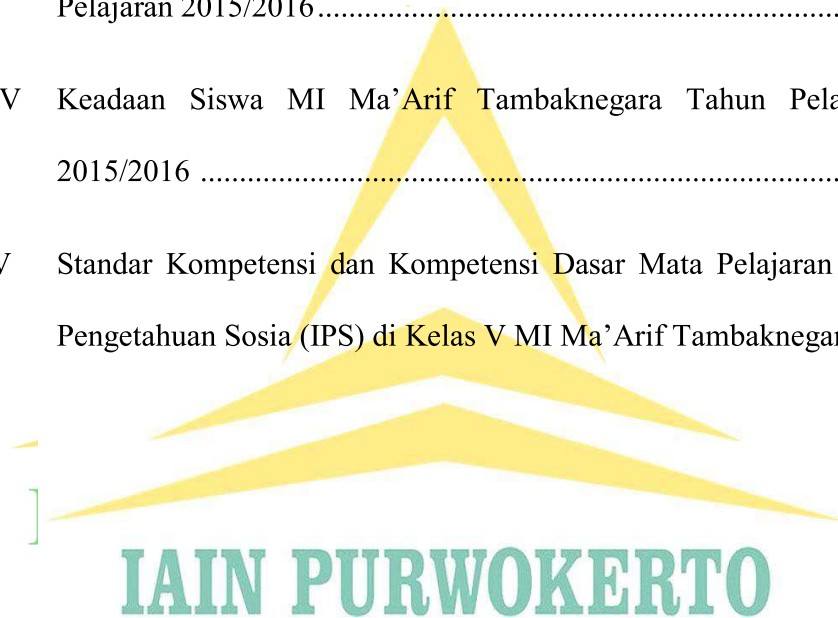 Pelajaran 2015/2016....................................................................
V Keadaan Siswa MI Ma’Arif Tambaknegara Tahun Pela
2015/2016 ..................................................................................
V Standar Kompetensi dan Kompetensi Dasar Mata Pelajaran
Pengetahuan Sosia (IPS) di Kelas V MI Ma’Arif Tambaknegar
IAIN PURWOKERTO